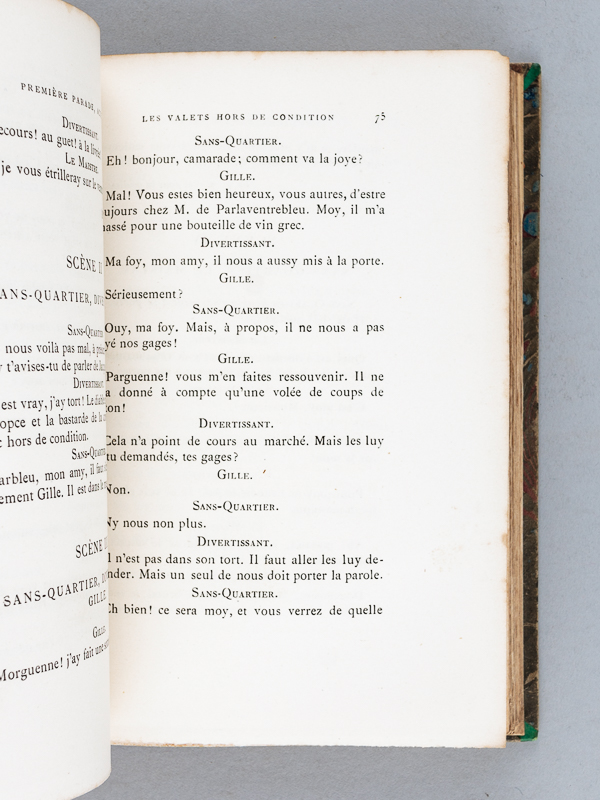 PREMIÈRE PARADE,
DIVERTISSANT.
ecours! au guet! à la
LE MAISTRE.
je vous étrilleray sur le
SCÈNE II
ANS-QUARTIER,
SANS-QUARTIER
nous voilà pas mal, à
t'avises-tu de parler de
DIVERTISSANT.
est vray, j'ay tort! Le
opce et la bastarde de la
hors de condition.
SANS-QUARTIER
arbleu, mon amy, il faut
ement Gille. Il est dans le
SCÈNE
SANS-QUARTIER,
GILLE
GILLE.
Morguenne! j'ay fait une
LES VALETS HORS DE CONDITION 75
SANS-QUARTIER.
Eh! bonjour, camarade; comment va la joye?
GILLE.
Mal! Vous estes bien heureux, vous autres, d'estre
ujours chez M. de Parlaventrebleu. Moy, il m'a
assé pour une bouteille de vin grec.
DIVERTISSANT.
Ma foy, mon amy, il nous a aussy mis à la porte.
GILLE.
Sérieusement?
SANS-QUARTIER.
Ouy, ma foy. Mais, à propos, il ne nous a pas
yé nos gages!
GILLE.
Parguenne! vous m'en faites ressouvenir. Il ne
a donné à compte qu'une volée de coups de
ton!
DIVERTISSANT.
Cela n'a point de cours au marché. Mais les luy
tu demandés, tes gages?
GILLE.
Non.
SANS-QUARTIER.
Ny nous non plus.
DIVERTISSANT.
Il n'est pas dans son tort. Il faut aller les luy de-
nder. Mais un seul de nous doit porter la parole.
SANS-QUARTIER.
Eh bien! ce sera moy, et vous verrez de quelle